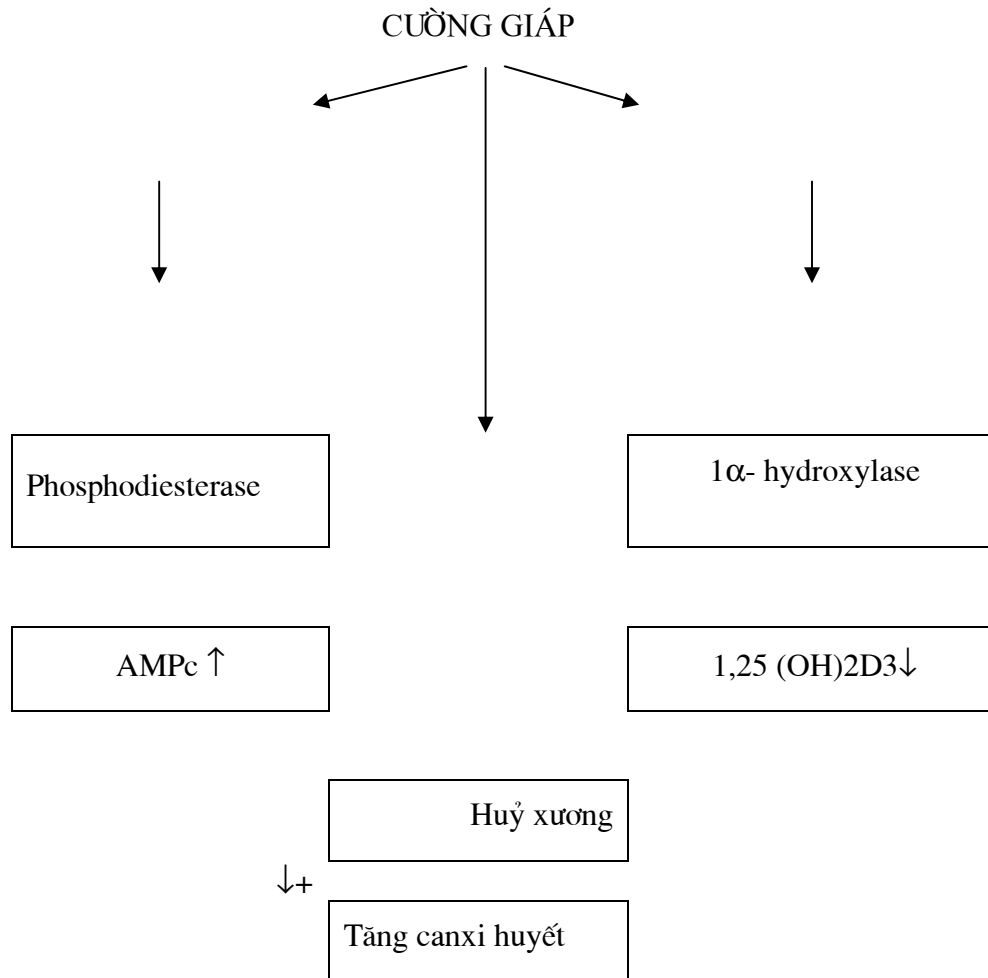 CƯỜNG GIÁP
Phosphodiesterase
1α- hydroxylase
AMPc ↑
1,25 (OH)2D3↓
Huỷ xương
↓+
Tăng canxi huyết